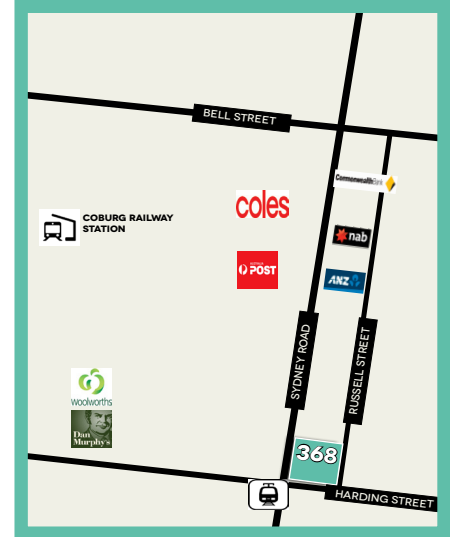 BELL STREET
CommonwealthBank
coles
COBURG RAILWAY
STATION
nab
POST
ANZ
SYDNEY ROAD
RUSSELL STREET
woolworths
Dan
Murphy's
368
HARDING STREET